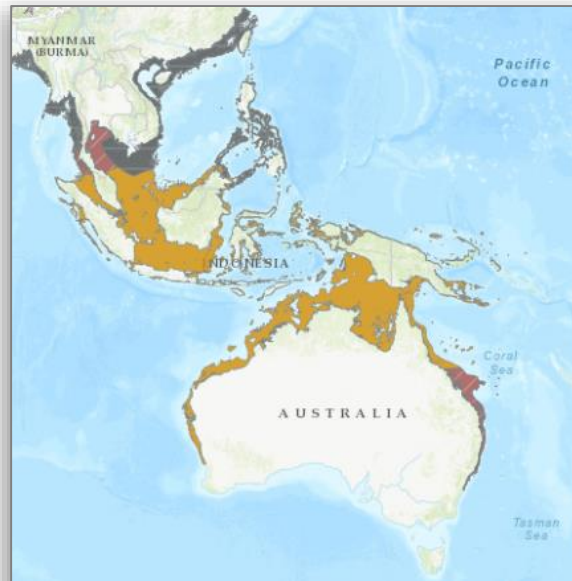 MYANMAR
(BURMA)
Pacific
Ocean
INDONESIA
Coral
Sea
AUSTRALIA
Tasman
Sea